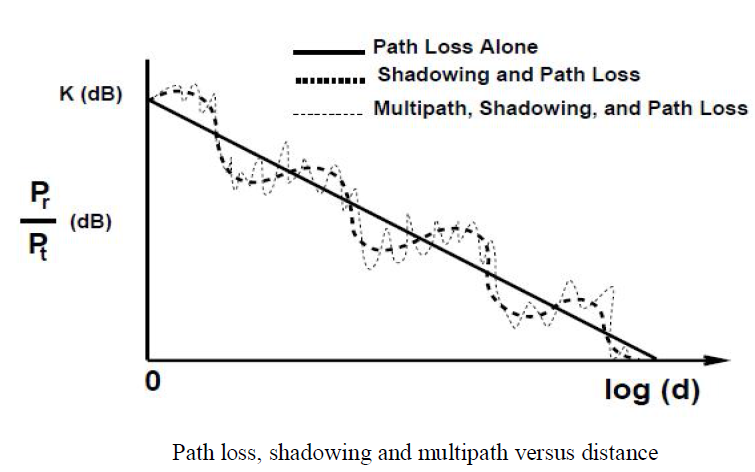 Path Loss Alone
Shadowing and Path Loss
Multipath, Shadowing, and Path Loss
K (dB)
Pr
Pt
(dB)
0
log (d)
Path loss, shadowing and multipath versus distance